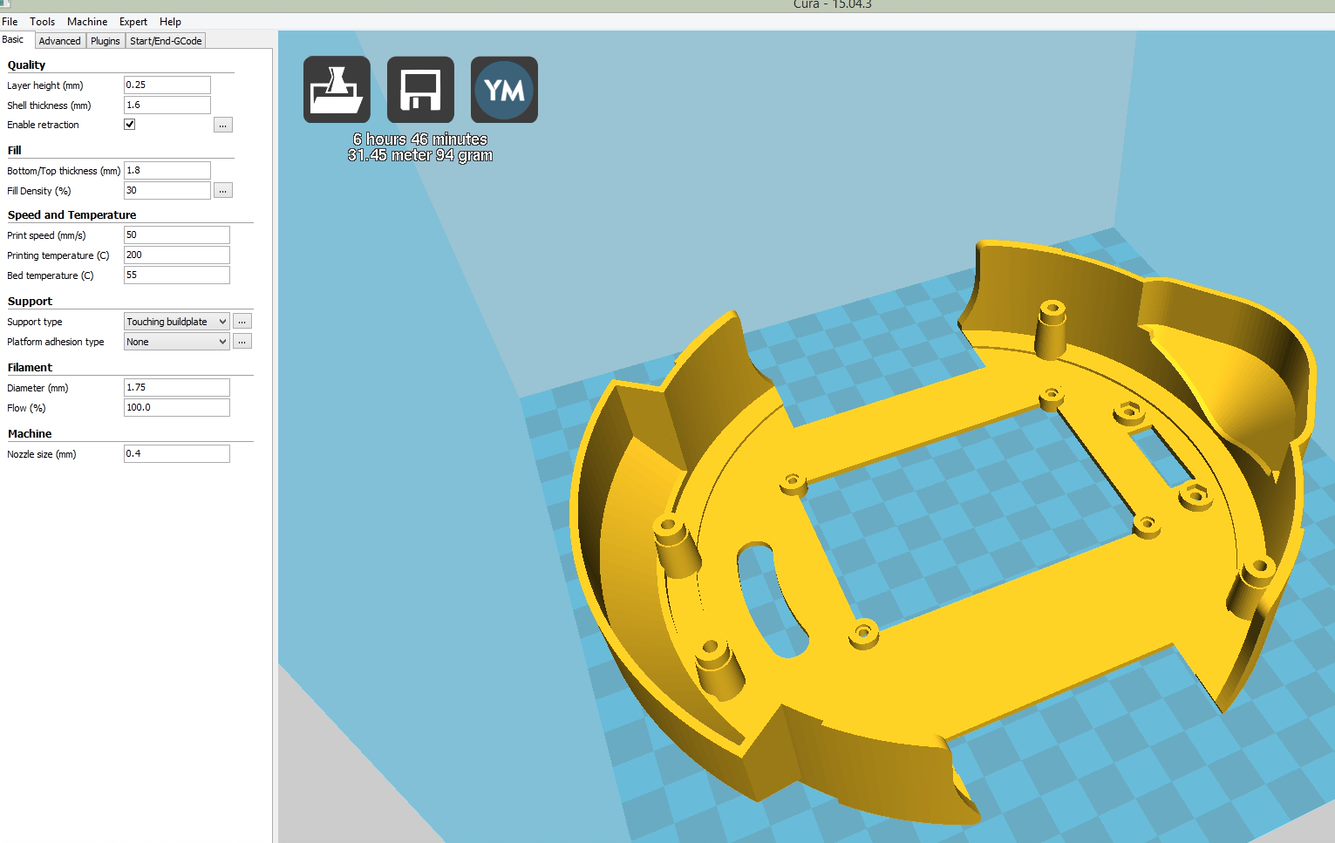 Cura - 15.04.3
File Tools Machine Expert Help
Basic Advanced Plugins Start/End-GCode
Quality
Layer height (mm) 0.25
Shell thickness (mm) 1.6
Enable retraction ...
Fill
Bottom/Top thickness (mm) 1.8
Fill Density (%) 30 ...
Speed and Temperature
Print speed (mm/s) 50
Printing temperature (C) 200
Bed temperature (C) 55
Support
Support type Touching buildplate ...
Platform adhesion type None ...
Filament
Diameter (mm) 1.75
Flow (%) 100.0
Machine
Nozzle size (mm) 0.4
YM
6 hours 46 minutes
31.45 meter 94 gram